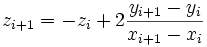 $z_{i+1} = -z_i + 2\frac{y_{i+1} - y_i}{x_{i+1} - x_i}$